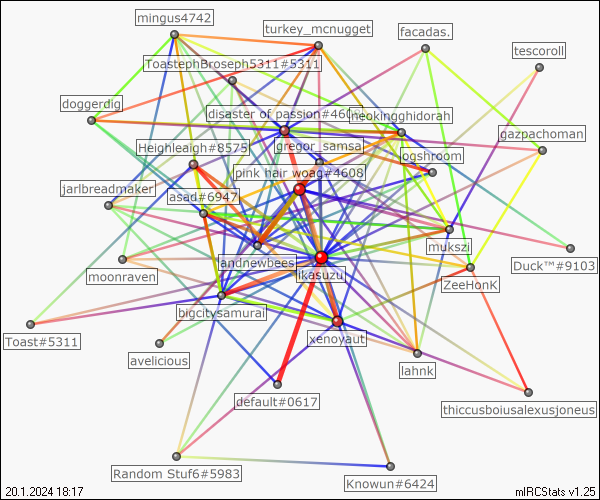 mingus4742
turkey_mcnugget
facadas.
tescoroll
ToastephBroseph5311#5311
doggerdig
disaster of passion#460
neokingghidorah
gazpachoman
Heighleaigh#8575
gregor_samsa
ogshroom
pink hair woag#4608
jarlbreadmaker
asad#6947
mukszi
andnewbees
Duck™#9103
moonraven
likasuzu
ZeeHonK
bigcitysamurai
Toast#5311
xenoyaut
avelicious
lahnk
default#0617
thiccusboiusalexusjoneus
Random Stuf6#5983
Knowun#6424
20.1.2024 18:17
mIRCStats v1.25